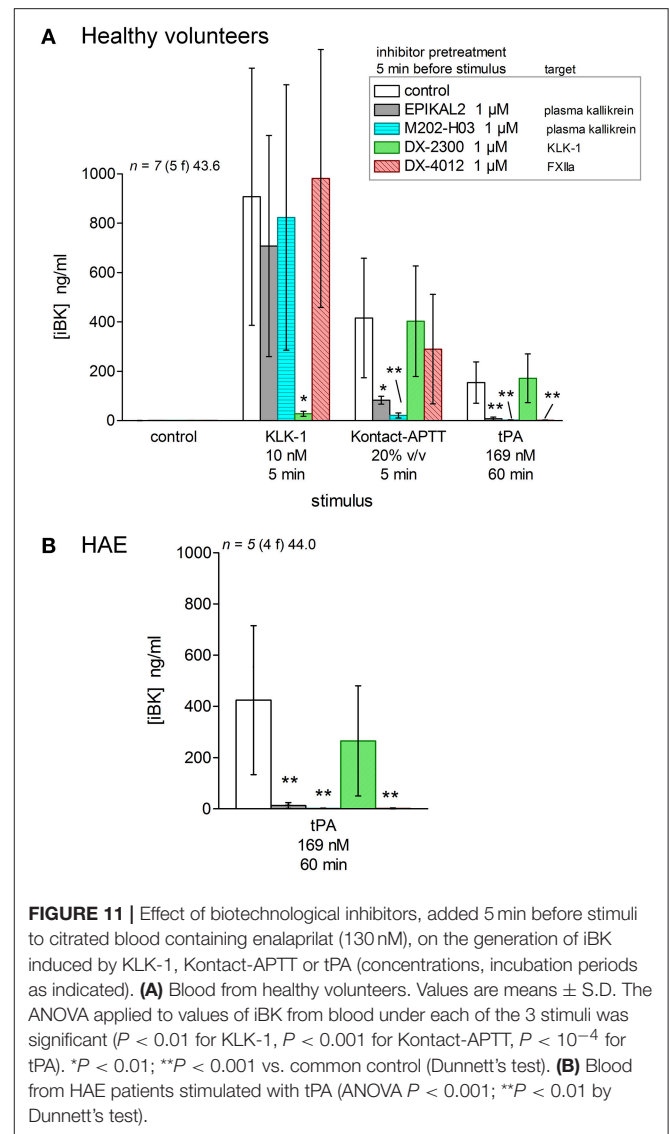 A Healthy volunteers
inhibitor pretreatment
5 min before stimulus target
control
EPIKAL2 1 µM plasma kallikrein
M202-H03 1 µM plasma kallikrein
DX-2300 1 µM KLK-1
DX-4012 1 µM FXIIa
n = 7 (5 f) 43.6
1000
800
600
400
200
0
[iBK] ng/ml
*
*
**
**
**
**
control KLK-1 Kontact-APTT tPA
10 nM 20% v/v 169 nM
5 min 5 min 60 min
stimulus
B HAE
n = 5 (4 f) 44.0
1000
800
600
400
200
0
[iBK] ng/ml
**
**
**
tPA
169 nM
60 min
FIGURE 11 | Effect of biotechnological inhibitors, added 5 min before stimuli
to citrated blood containing enalaprilat (130 nM), on the generation of iBK
induced by KLK-1, Kontact-APTT or tPA (concentrations, incubation periods
as indicated). (A) Blood from healthy volunteers. Values are means ± S.D. The
ANOVA applied to values of iBK from blood under each of the 3 stimuli was
significant (P < 0.01 for KLK-1, P < 0.001 for Kontact-APTT, P < 10−4 for
tPA). *P < 0.01; **P < 0.001 vs. common control (Dunnett's test). (B) Blood
from HAE patients stimulated with tPA (ANOVA P < 0.001; **P < 0.01 by
Dunnett's test).